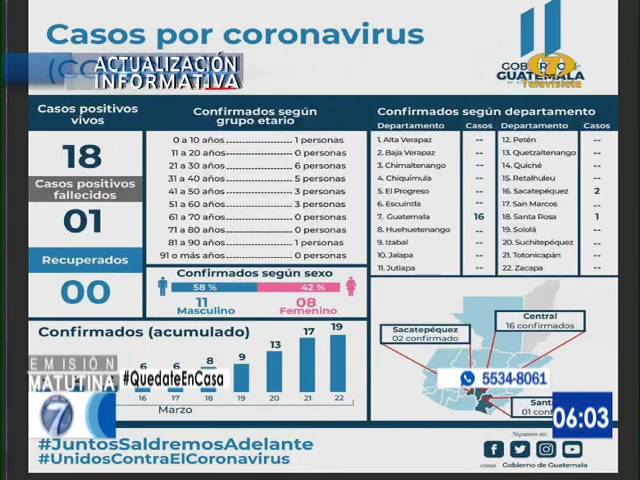 Casos por coronavirus
ACTUALIZACIÓN
INFORMATIVA
GUATEMALA
Televisiete
Casos positivos
vivos
18
Casos positivos
fallecidos
01
Recuperados
00
Confirmados según
grupo etario
0 a 10 años 1 personas
11 a 20 años 0 personas
21 a 30 años 6 personas
31 a 40 años 5 personas
41 a 50 años 3 personas
51 a 60 años 3 personas
61 a 70 años 0 personas
71 a 80 años 0 personas
81 a 90 años 1 personas
91 o más años 0 personas
Confirmados según sexo
58 % 42 %
11 08
Masculino Femenino
Confirmados según departamento
Departamento Casos Departamento Casos
1. Alta Verapaz -- 12. Petén --
2. Baja Verapaz -- 13. Quetzaltenango --
3. Chimaltenango -- 14. Quiché --
4. Chiquimula -- 15. Retalhuleu --
5. El Progreso -- 16. Sacatepéquez 2
6. Escuintla -- 17. San Marcos --
7. Guatemala 16 18. Santa Rosa 1
8. Huehuetenango -- 19. Sololá --
9. Izabal -- 20. Suchitepéquez --
10. Jalapa -- 21. Totonicapán --
11. Jutiapa -- 22. Zacapa --
Confirmados (acumulado)
6 6 8 9 13 17 19
16 17 18 19 20 21 22
Marzo
Sacatepéquez
02 confirmado
Central
16 confirmados
EMISIÓN
MATUTINA
7
#QuedateEnCasa
5534-8061
06:03
#JuntosSaldremosAdelante
#UnidosContraElCoronavirus
Síguenos en:
como Gobierno de Guatemala